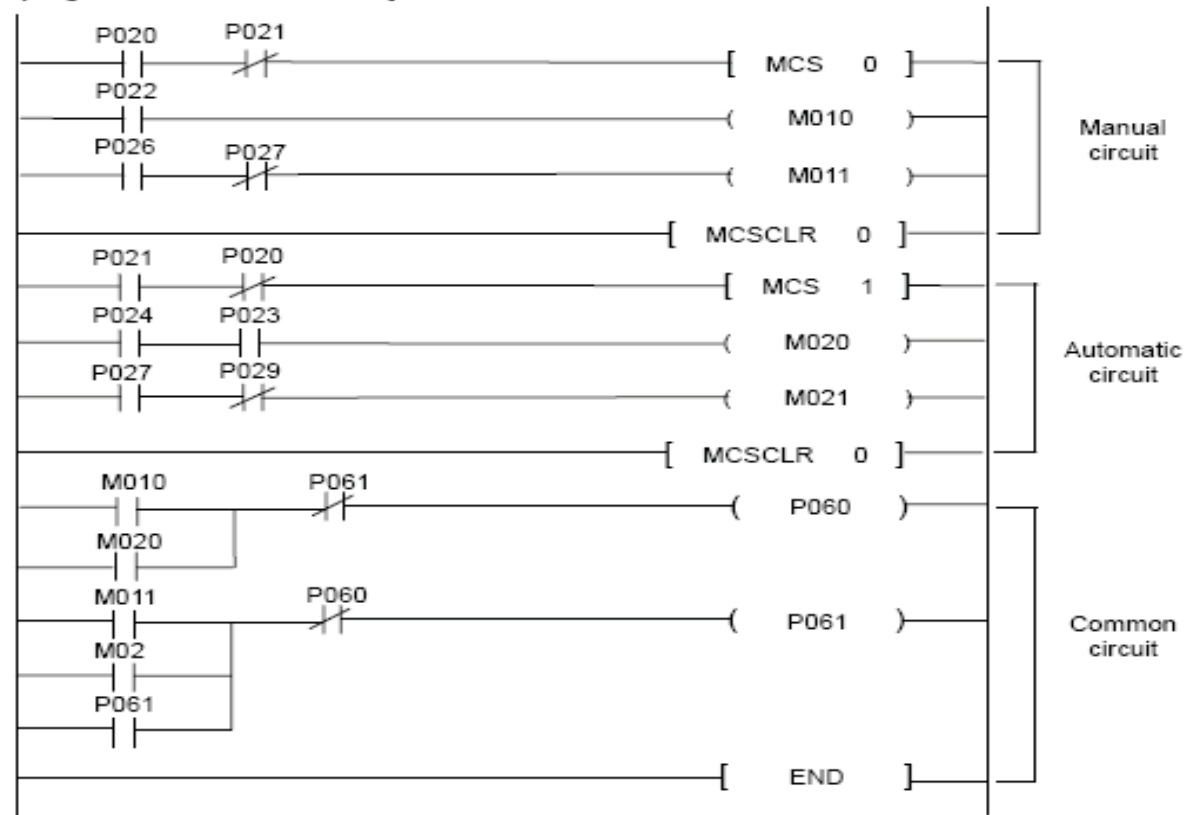 P020 P021
MCS 0
P022
M010
P026 P027
M011
Manual
circuit
MCSCLR 0
P021 P020
MCS 1
P024 P023
M020
P027 P029
M021
Automatic
circuit
MCSCLR 0
M010 P061
P060
M020
M011 P060
P061
M02
P061
Common
circuit
END